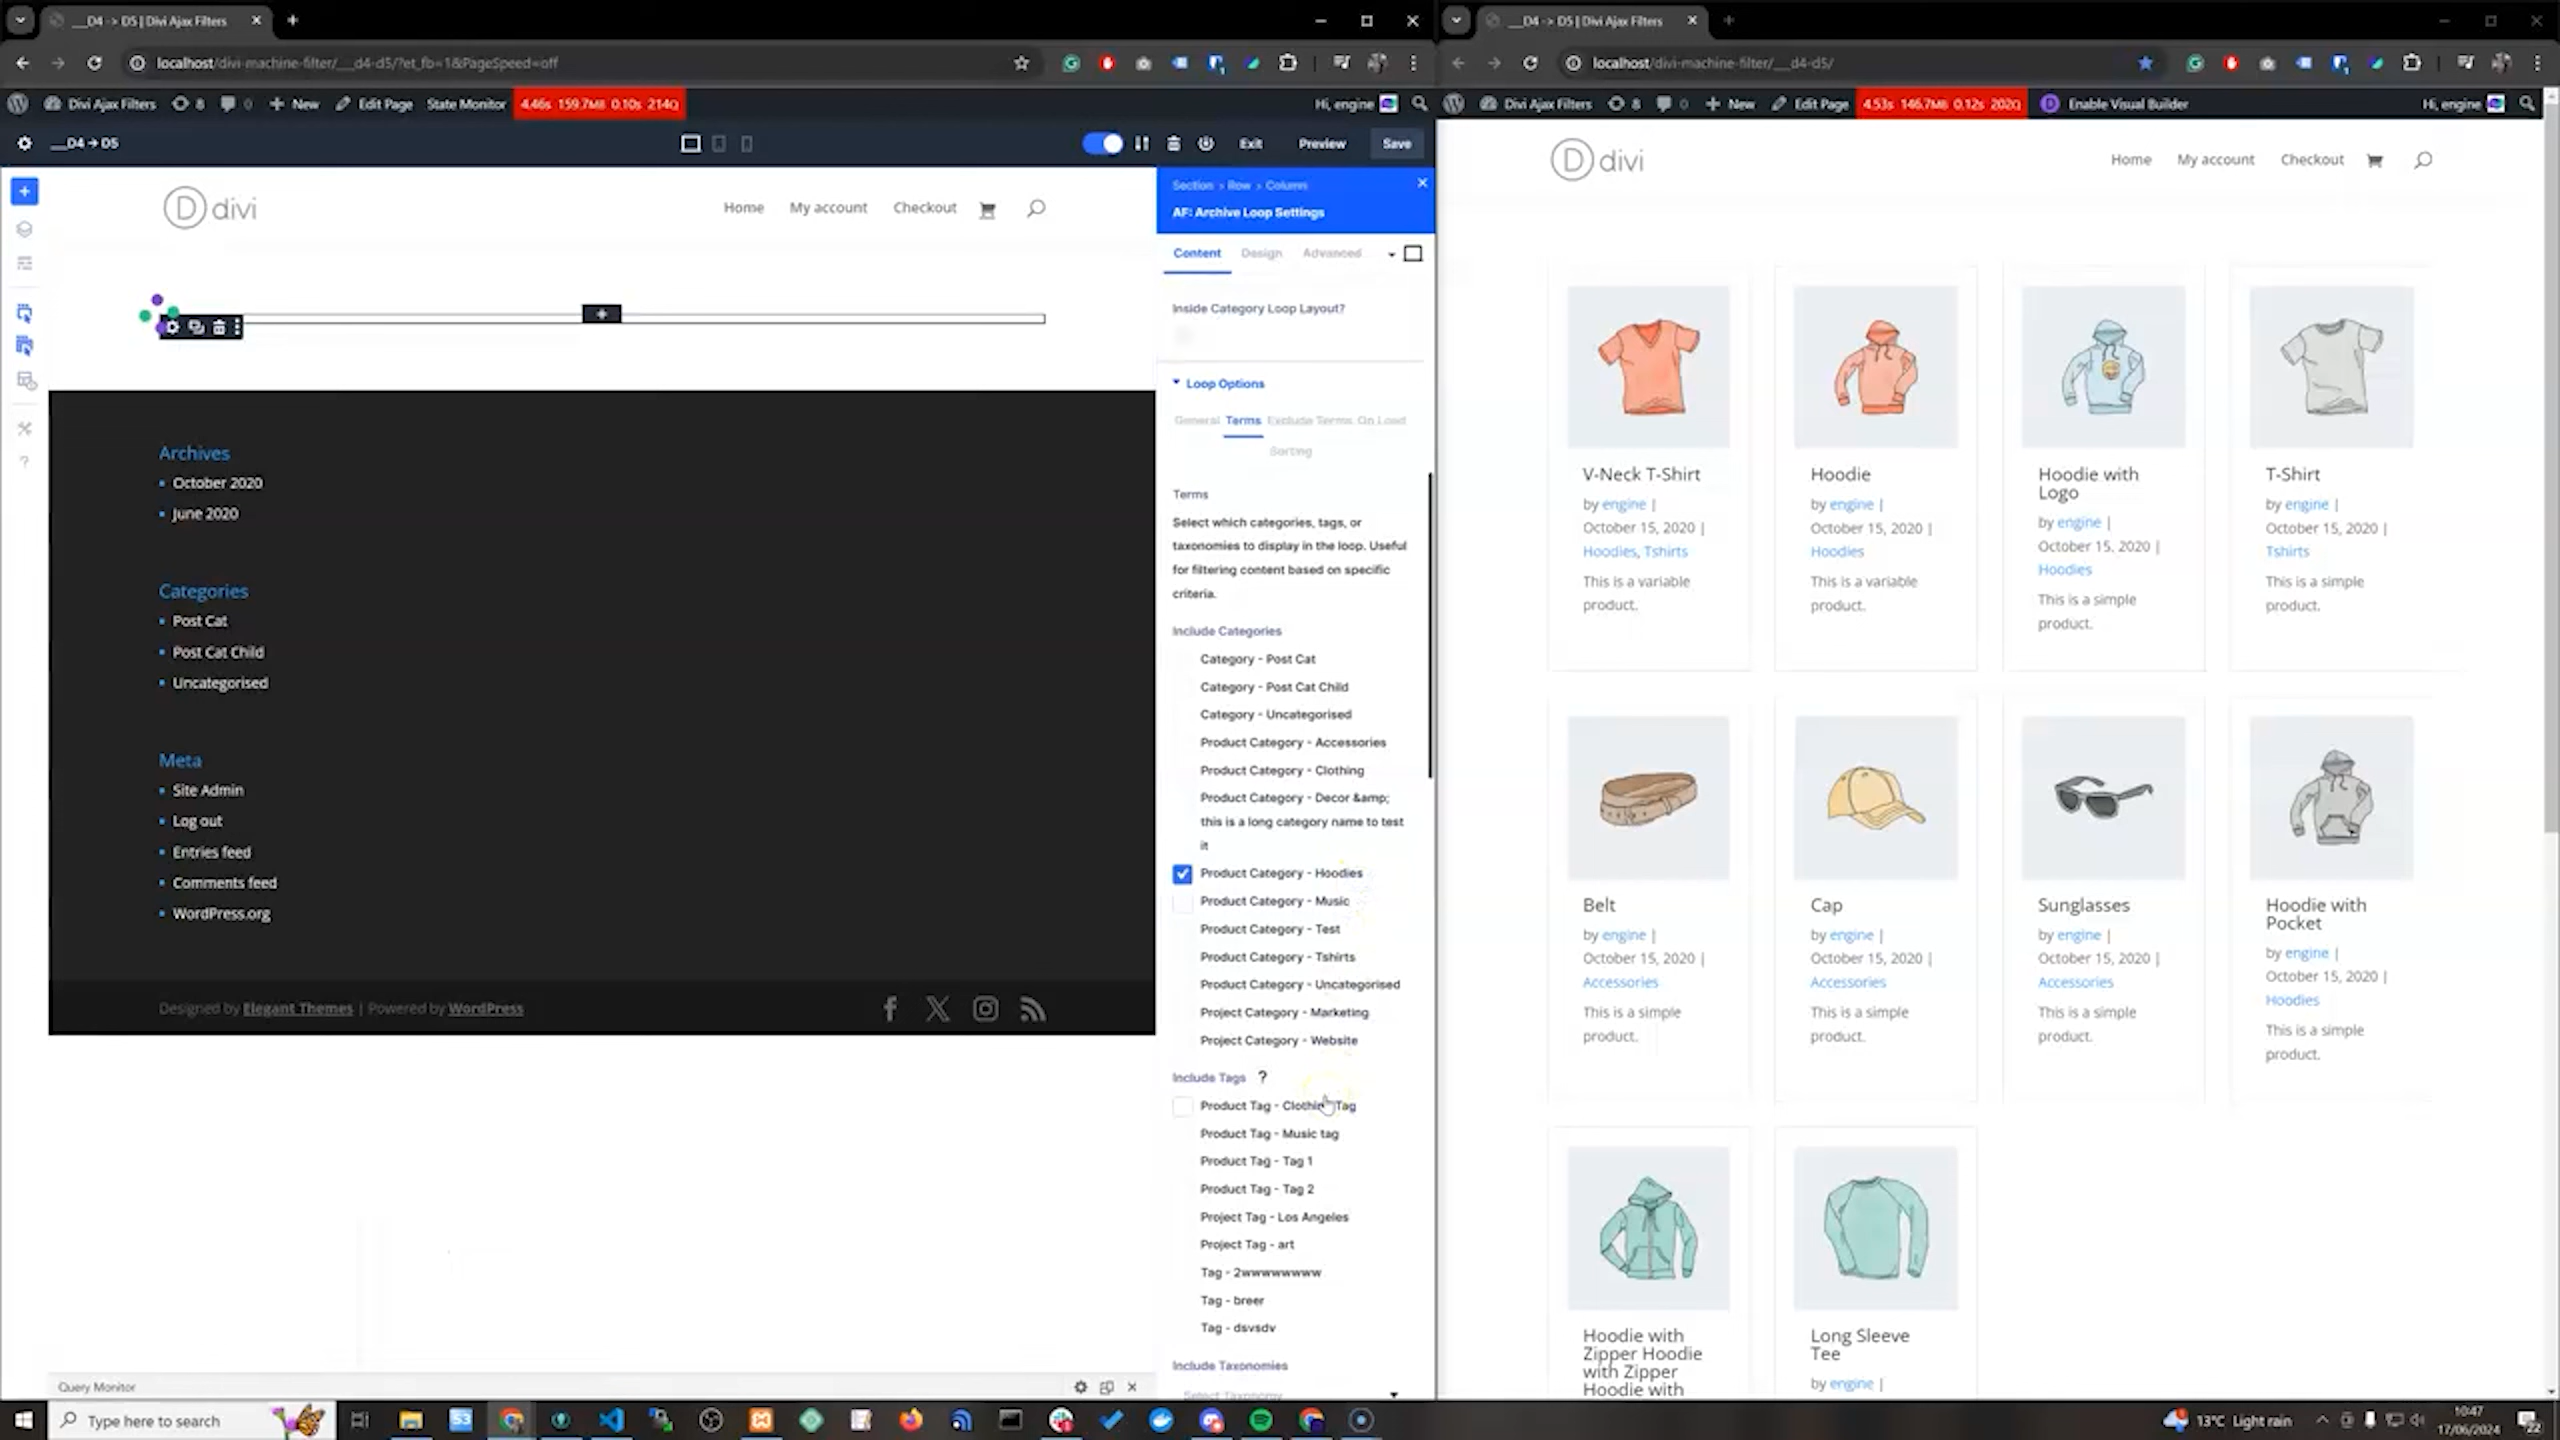 __D4 -> D5 | Divi Ajax Filters
localhost/divi-machine-filter/__d4-d5/?et_fb=1&PageSpeed=off
Divi Ajax Filters 8 0 New Edit Page State Monitor 4.46s 159.7MB 0.10s 214Q Hi, engine
__D4 → D5 Exit Preview Save
divi Home My account Checkout
Archives
October 2020
June 2020
Categories
Post Cat
Post Cat Child
Uncategorised
Meta
Site Admin
Log out
Entries feed
Comments feed
WordPress.org
Designed by Elegant Themes | Powered by WordPress
Query Monitor
Section > Row > Column
AF: Archive Loop Settings
Content Design Advanced
Inside Category Loop Layout?
Loop Options
General Terms Exclude Terms On Load
Sorting
Terms
Select which categories, tags, or
taxonomies to display in the loop. Useful
for filtering content based on specific
criteria.
Include Categories
Category - Post Cat
Category - Post Cat Child
Category - Uncategorised
Product Category - Accessories
Product Category - Clothing
Product Category - Decor &amp;
this is a long category name to test
it
Product Category - Hoodies
Product Category - Music
Product Category - Test
Product Category - Tshirts
Product Category - Uncategorised
Project Category - Marketing
Project Category - Website
Include Tags ?
Product Tag - Clothing Tag
Product Tag - Music tag
Product Tag - Tag 1
Product Tag - Tag 2
Project Tag - Los Angeles
Project Tag - art
Tag - 2wwwwwwwww
Tag - breer
Tag - dsvsdv
Include Taxonomies
Select Taxonomy
__D4 -> D5 | Divi Ajax Filters
localhost/divi-machine-filter/__d4-d5/
Divi Ajax Filters 8 0 New Edit Page 4.53s 146.7MB 0.12s 202Q Enable Visual Builder Hi, engine
divi Home My account Checkout
V-Neck T-Shirt
by engine |
October 15, 2020 |
Hoodies, Tshirts
This is a variable
product.
Hoodie
by engine |
October 15, 2020 |
Hoodies
This is a variable
product.
Hoodie with
Logo
by engine |
October 15, 2020 |
Hoodies
This is a simple
product.
T-Shirt
by engine |
October 15, 2020 |
Tshirts
This is a simple
product.
Belt
by engine |
October 15, 2020 |
Accessories
This is a simple
product.
Cap
by engine |
October 15, 2020 |
Accessories
This is a simple
product.
Sunglasses
by engine |
October 15, 2020 |
Accessories
This is a simple
product.
Hoodie with
Pocket
by engine |
October 15, 2020 |
Hoodies
This is a simple
product.
Hoodie with
Zipper Hoodie
with Zipper
Hoodie with
Long Sleeve
Tee
by engine |
Type here to search
13°C Light rain
10:47
17/06/2024